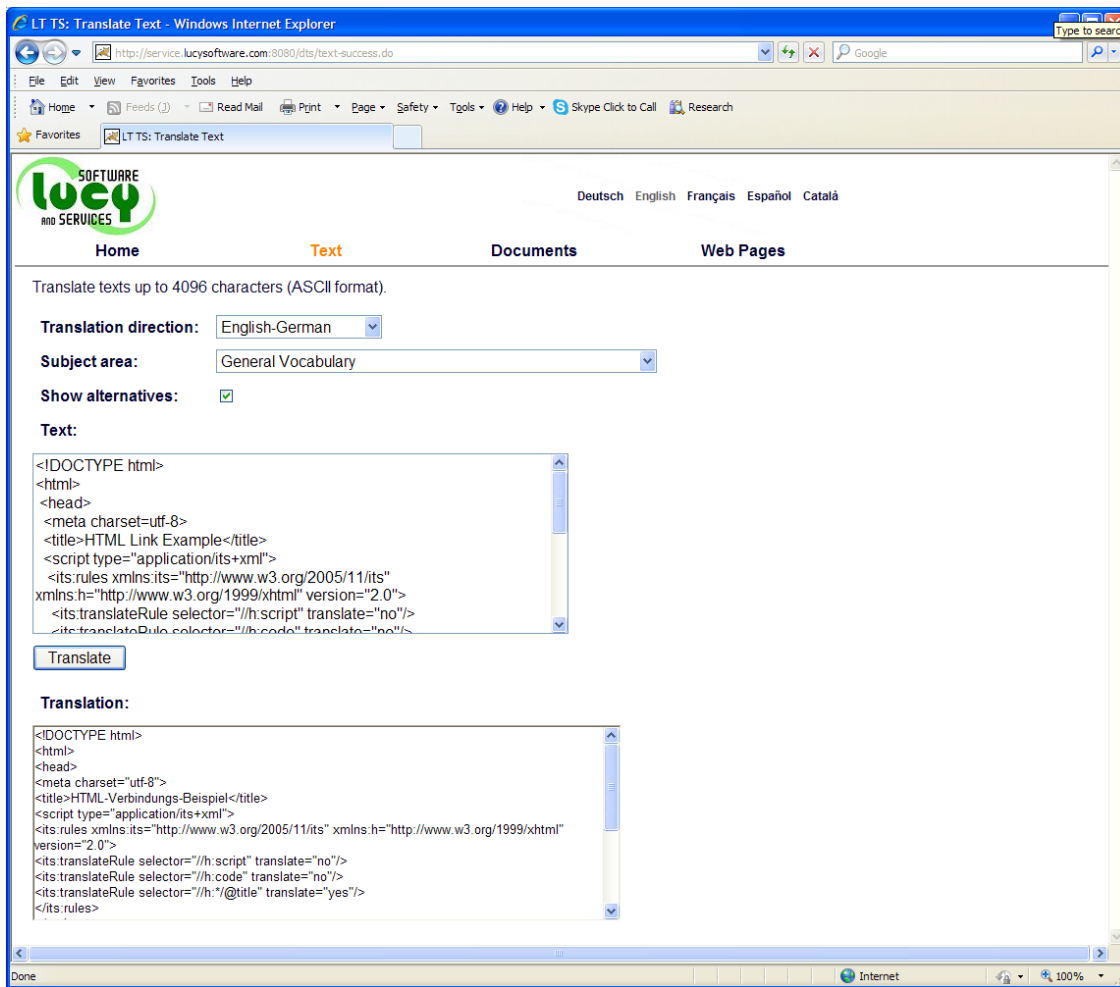 LT TS: Translate Text - Windows Internet Explorer
Type to searc
http://service.lucysoftware.com:8080/dts/text-success.do
Google
File Edit View Favorites Tools Help
Home Feeds (J) Read Mail Print Page Safety Tools Help Skype Click to Call Research
Favorites LT TS: Translate Text
SOFTWARE
lucy
AND SERVICES
Deutsch English Français Español Català
Home Text Documents Web Pages
Translate texts up to 4096 characters (ASCII format).
Translation direction: English-German
Subject area: General Vocabulary
Show alternatives:
Text:
<!DOCTYPE html>
<html>
<head>
<meta charset=utf-8>
<title>HTML Link Example</title>
<script type="application/its+xml">
<its:rules xmlns:its="http://www.w3.org/2005/11/its"
xmlns:h="http://www.w3.org/1999/xhtml" version="2.0">
<its:translateRule selector="//h:script" translate="no"/>
<its:translateRule selector="//h:code" translate="no"/>
Translate
Translation:
<!DOCTYPE html>
<html>
<head>
<meta charset="utf-8">
<title>HTML-Verbindungs-Beispiel</title>
<script type="application/its+xml">
<its:rules xmlns:its="http://www.w3.org/2005/11/its" xmlns:h="http://www.w3.org/1999/xhtml"
version="2.0">
<its:translateRule selector="//h:script" translate="no"/>
<its:translateRule selector="//h:code" translate="no"/>
<its:translateRule selector="//h:*/@title" translate="yes"/>
</its:rules>
Done Internet 100%